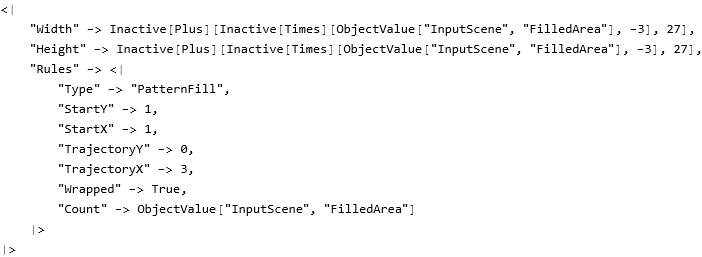 <|
"Width" -> Inactive[Plus][Inactive[Times][ObjectValue["InputScene", "FilledArea"], -3], 27],
"Height" -> Inactive[Plus][Inactive[Times][ObjectValue["InputScene", "FilledArea"], -3], 27],
"Rules" -> <|
"Type" -> "PatternFill",
"StartY" -> 1,
"StartX" -> 1,
"TrajectoryY" -> 0,
"TrajectoryX" -> 3,
"Wrapped" -> True,
"Count" -> ObjectValue["InputScene", "FilledArea"]
|>
|>